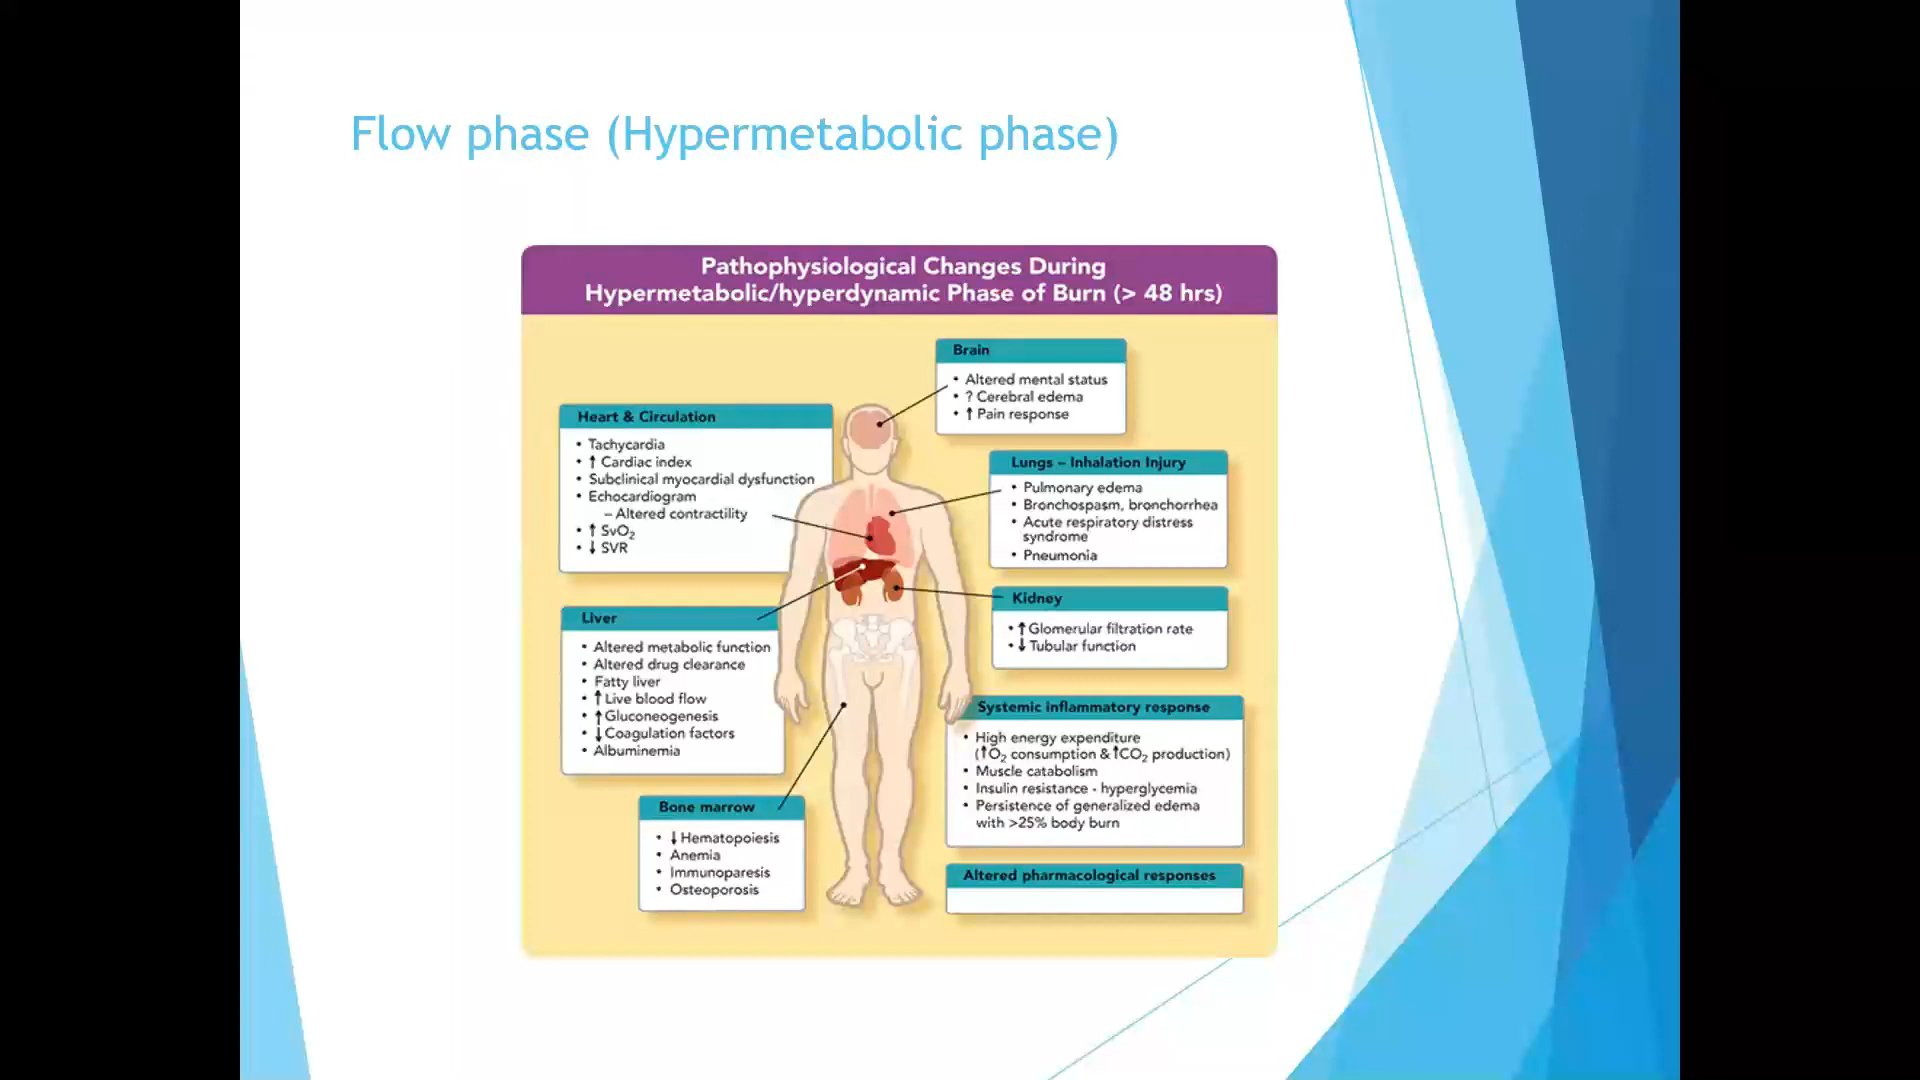 Flow phase (Hypermetabolic phase)
Pathophysiological Changes During
Hypermetabolic/hyperdynamic Phase of Burn (> 48 hrs)
Brain
• Altered mental status
• ? Cerebral edema
• ↑ Pain response
Heart & Circulation
• Tachycardia
• ↑ Cardiac index
• Subclinical myocardial dysfunction
• Echocardiogram
– Altered contractility
• ↑ SvO₂
• ↓ SVR
Lungs – Inhalation Injury
• Pulmonary edema
• Bronchospasm, bronchorrhea
• Acute respiratory distress
syndrome
• Pneumonia
Kidney
• ↑ Glomerular filtration rate
• ↓ Tubular function
Liver
• Altered metabolic function
• Altered drug clearance
• Fatty liver
• ↑ Live blood flow
• ↑ Gluconeogenesis
• ↓ Coagulation factors
• Albuminemia
Systemic inflammatory response
• High energy expenditure
(↑O₂ consumption & ↑CO₂ production)
• Muscle catabolism
• Insulin resistance - hyperglycemia
• Persistence of generalized edema
with >25% body burn
Bone marrow
• ↓ Hematopoiesis
• Anemia
• Immunoparesis
• Osteoporosis
Altered pharmacological responses